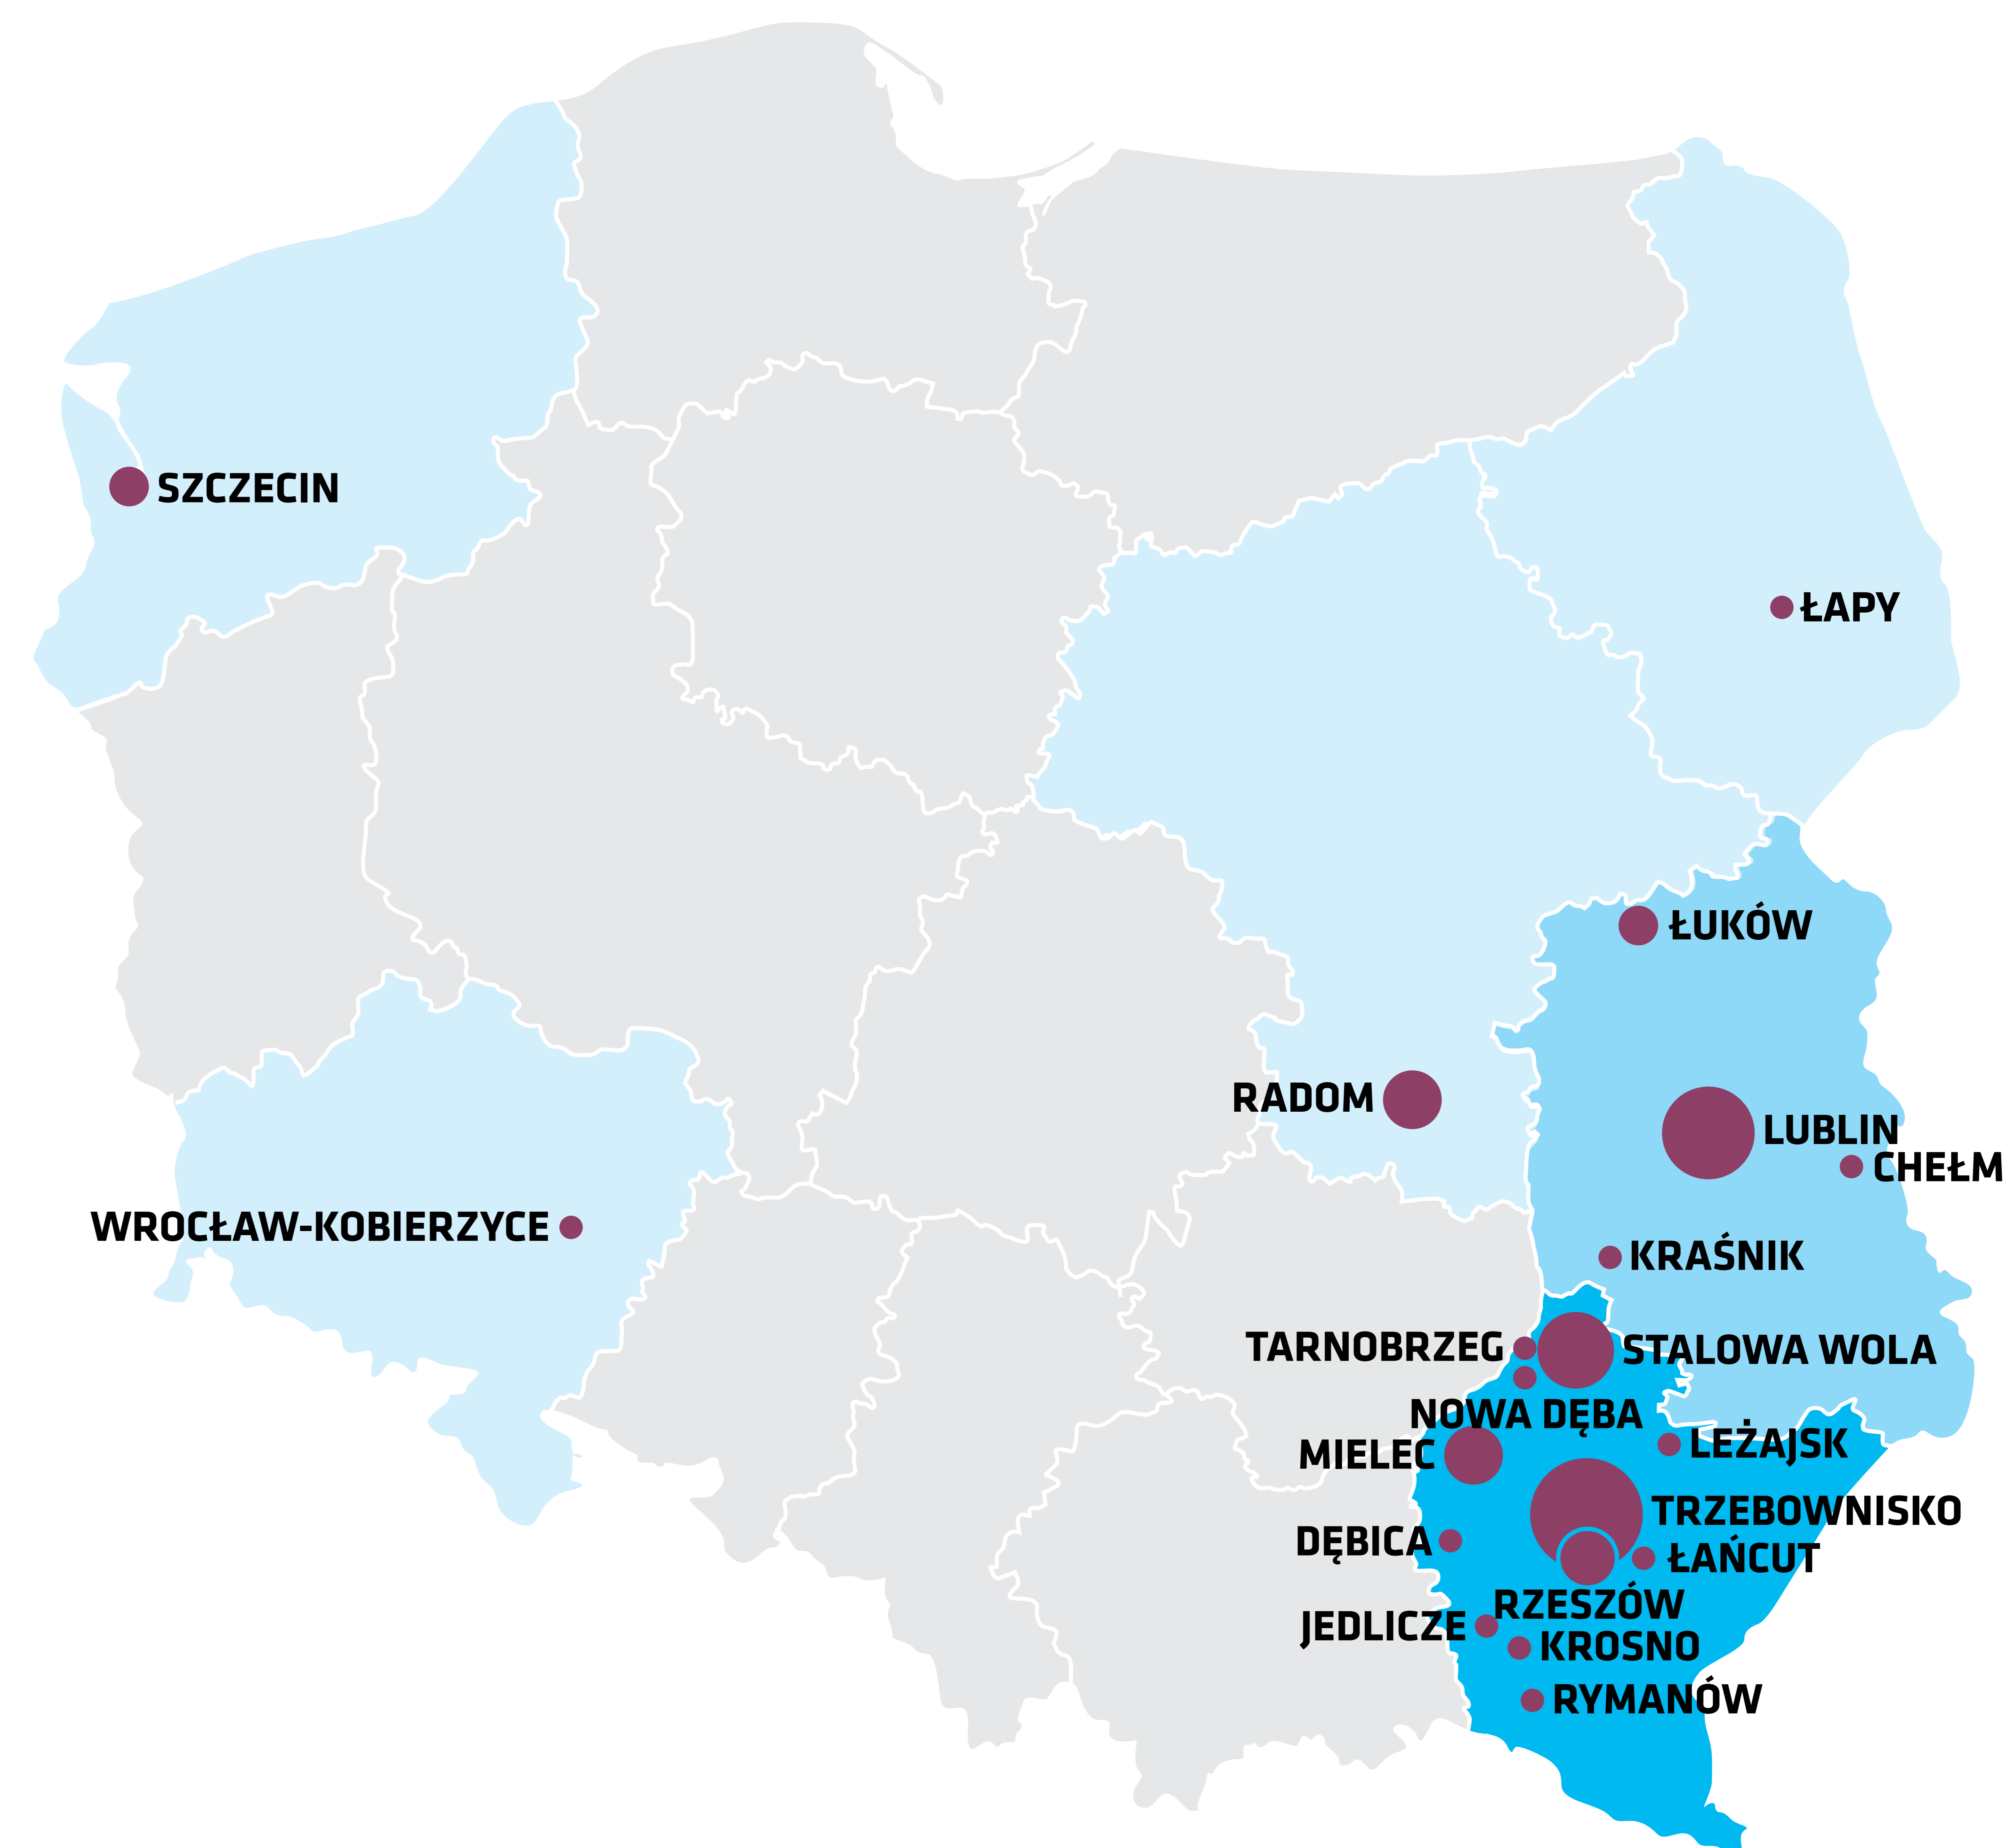 SZCZECIN
ŁAPY
ŁUKÓW
RADOM
LUBLIN
CHEŁM
WROCŁAW-KOBIERZYCE
KRAŚNIK
TARNOBRZEG
STALOWA WOLA
NOWA DĘBA
MIELEC
LEŻAJSK
TRZEBOWNISKO
DĘBICA
ŁAŃCUT
RZESZÓW
JEDLICZE
KROSNO
RYMANÓW